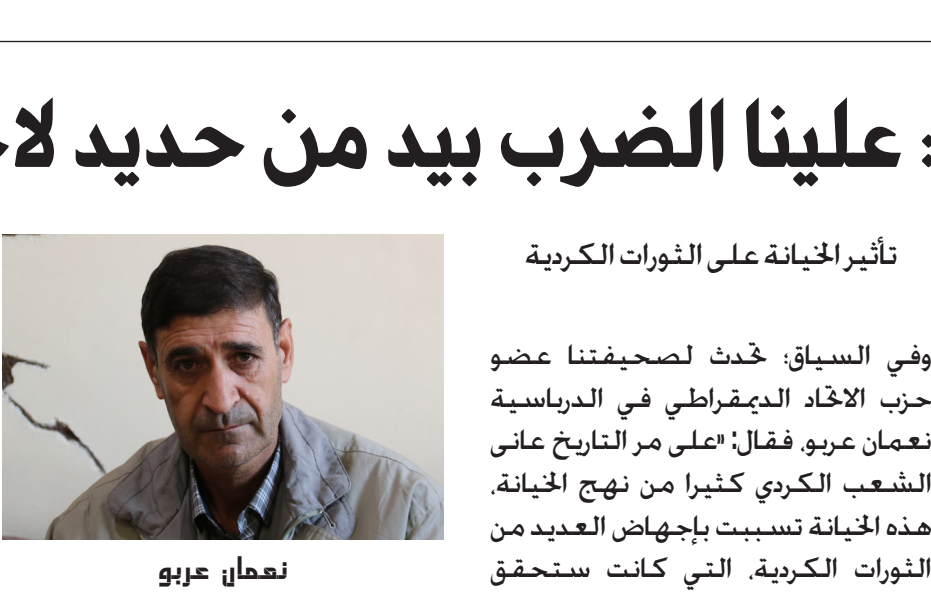 : علينا الضرب بيد من حديد
تأثير الخيانة على الثورات الكردية
وفي السياق؛ تحدث لصحيفتنا عضو
حزب الاتحاد الديمقراطي في الدرباسية
نعمان عربو، فقال: «على مر التاريخ عانى
الشعب الكردي كثيرا من نهج الخيانة،
هذه الخيانة تسببت بإجهاض العديد من
الثورات الكردية، التي كانت ستحقق
نعمان عربو